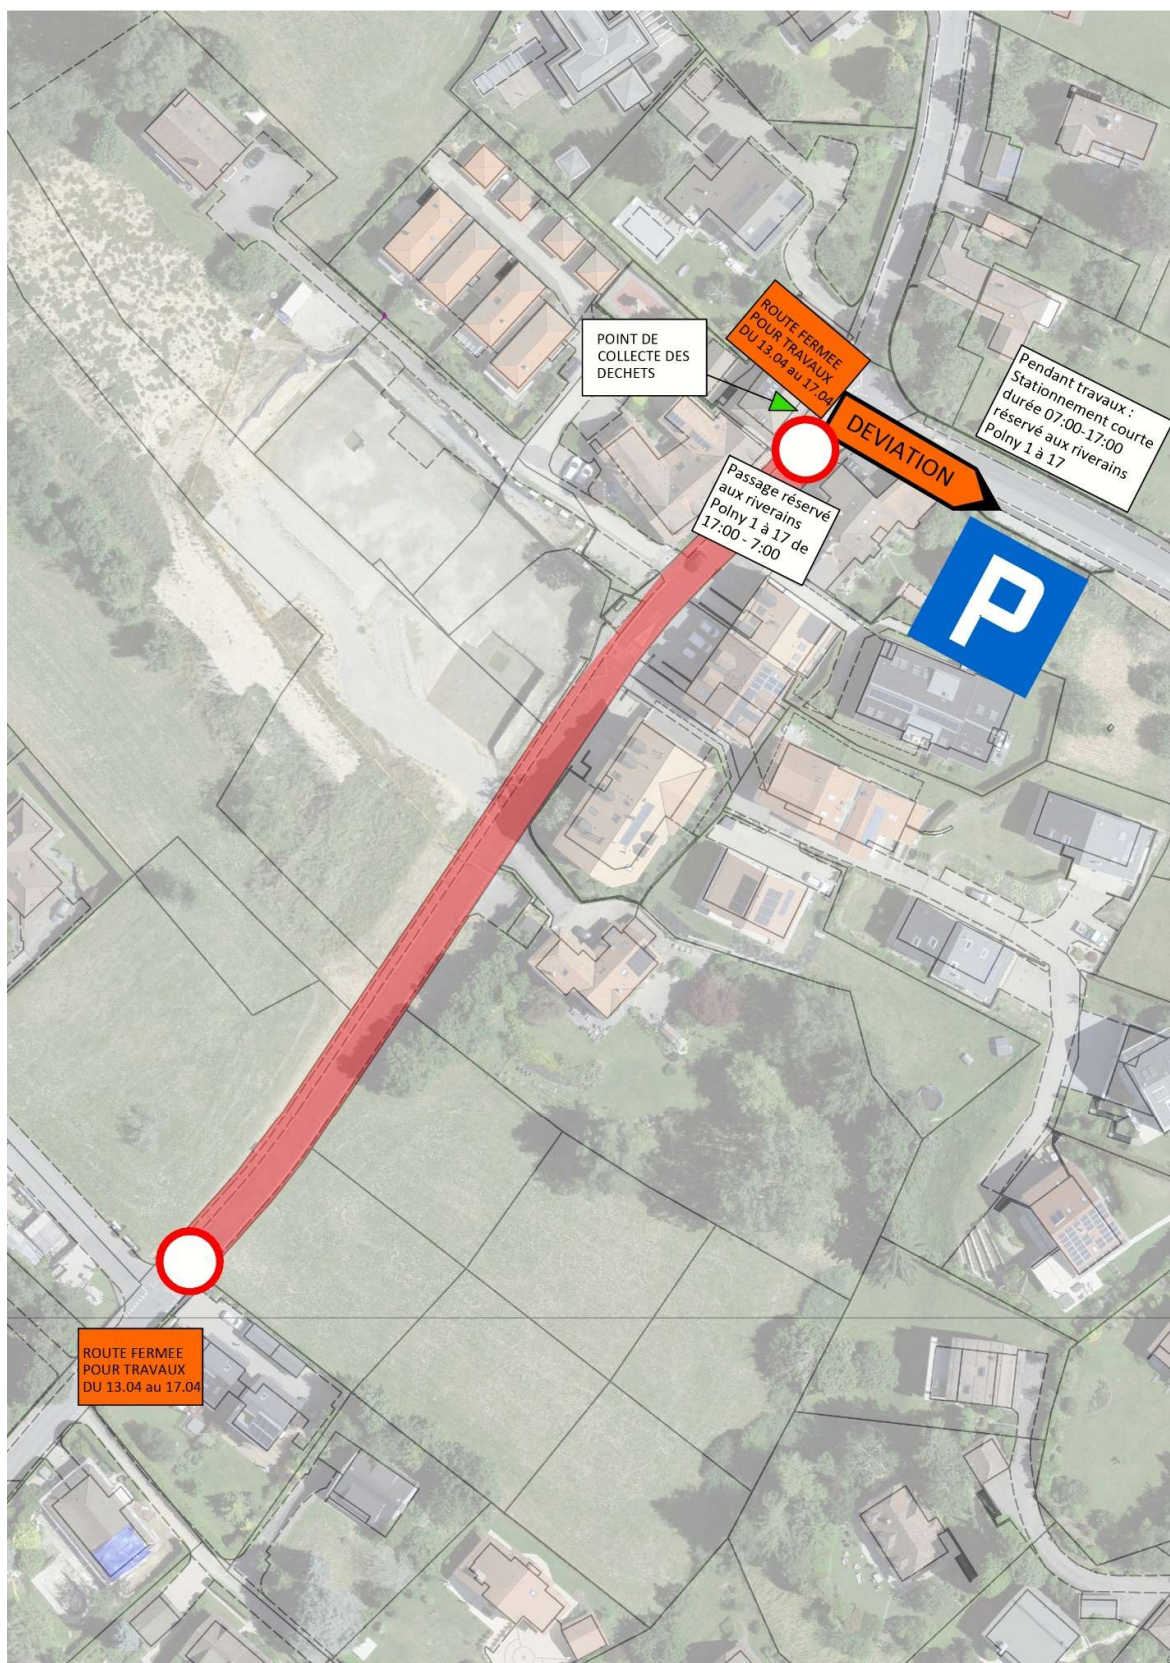 POINT DE
COLLECTE DES
DECHETS
ROUTE FERMEE
POUR TRAVAUX
DU 13.04 au 17.04
DEVIATION
Pendant travaux :
Stationnement courte
durée 07:00-17:00
réservé aux riverains
Polny 1 à 17
Passage réservé
aux riverains
Polny 1 à 17 de
17:00 - 7:00
P
ROUTE FERMEE
POUR TRAVAUX
DU 13.04 au 17.04